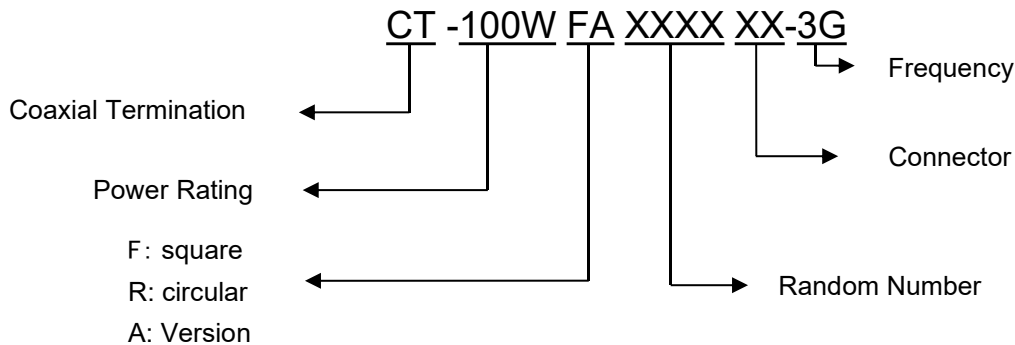 CT -100W FA XXXX XX-3G
Frequency
Coaxial Termination
Connector
Power Rating
F: square
R: circular
Random Number
A: Version